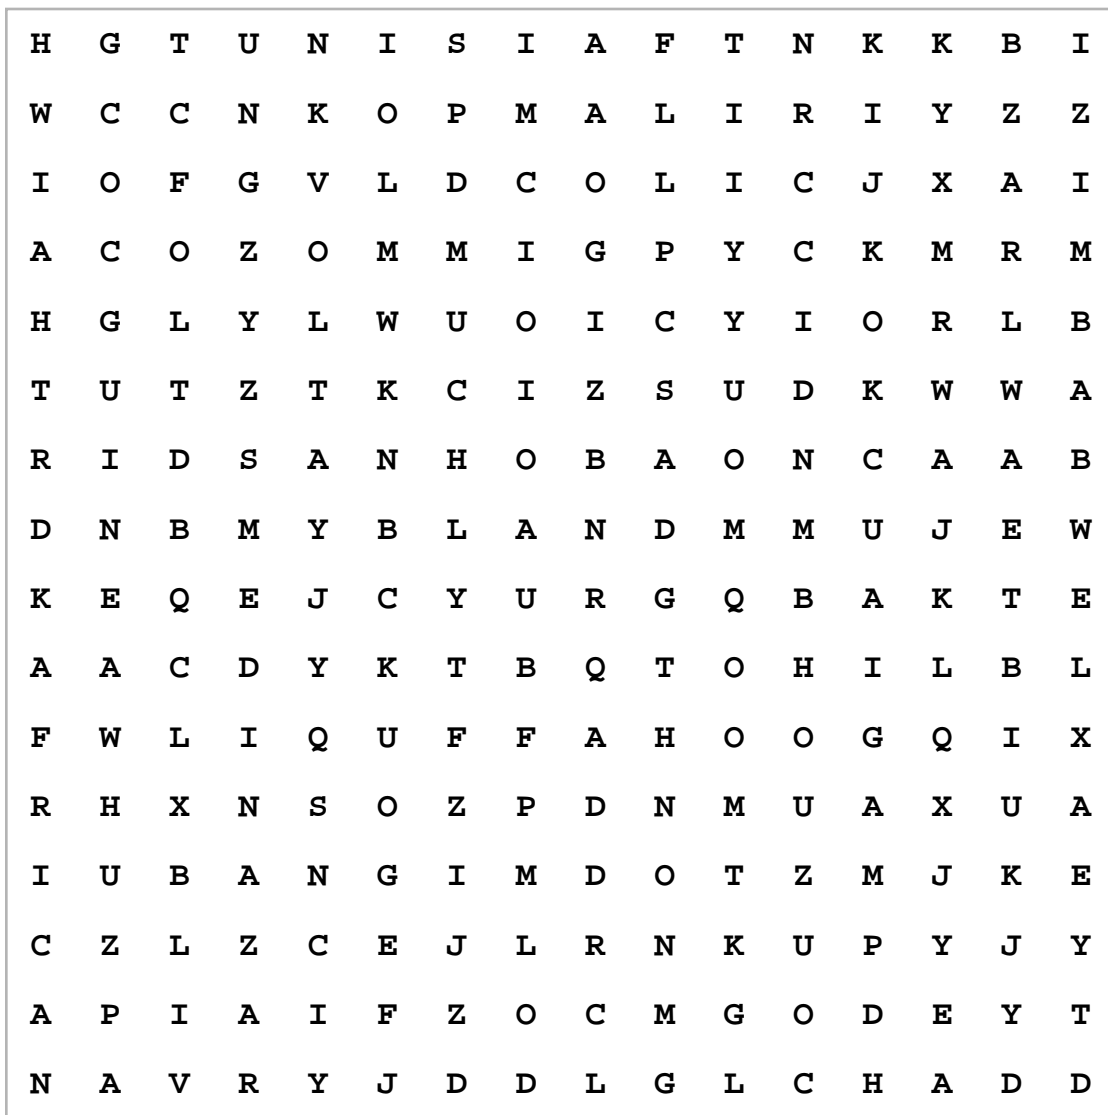 H G T U N I S I A F T N K K B I
W C C N K O P M A L I R I Y Z Z
I O F G V L D C O L I C J X A I
A C O Z O M M I G P Y C K M R M
H G L Y L W U O I C Y I O R L B
T U T Z T K C I Z S U D K W W A
R I D S A N H O B A O N C A A B
D N B M Y B L A N D M M U J E W
K E Q E J C Y U R G Q B A K T E
A A C D Y K T B Q T O H I L B L
F W L I Q U F F A H O O G Q I X
R H X N S O Z P D N M U A X U A
I U B A N G I M D O T Z M J K E
C Z L Z C E J L R N K U P Y J Y
A P I A I F Z O C M G O D E Y T
N A V R Y J D D L G L C H A D D